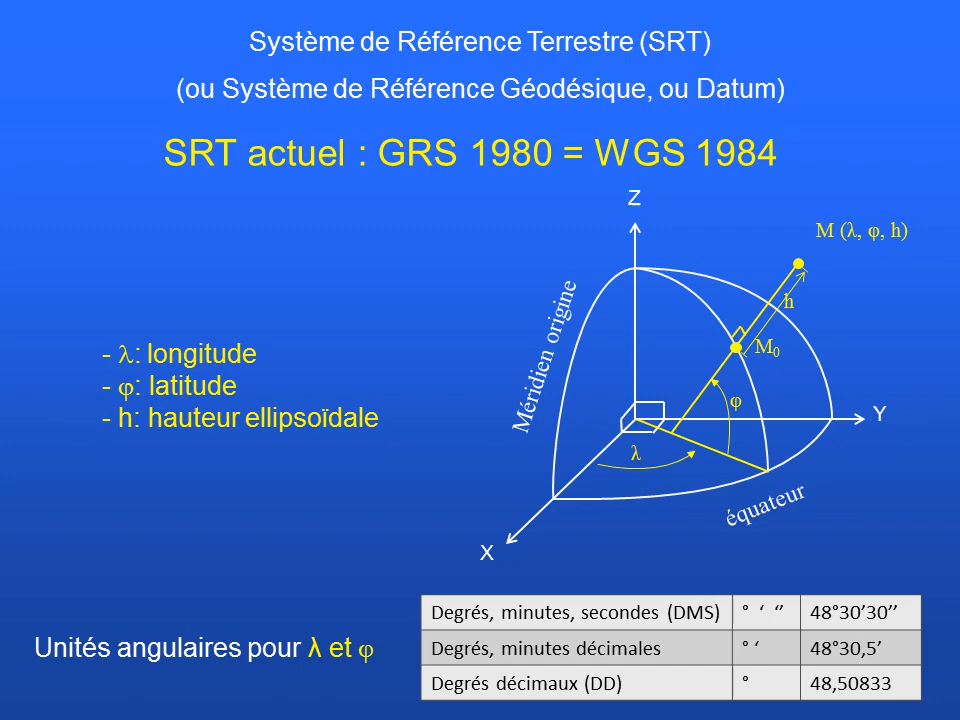 Système de Référence Terrestre (SRT)
(ou Système de Référence Géodésique, ou Datum)
SRT actuel : GRS 1980 = WGS 1984
Z
M (λ, φ, h)
h
Méridien origine
M₀
- λ: longitude
- φ: latitude
- h: hauteur ellipsoïdale
φ
Y
λ
équateur
X
Degrés, minutes, secondes (DMS) ° ‘ ‘’ 48°30’30’’
Degrés, minutes décimales ° ‘ 48°30,5’
Degrés décimaux (DD) ° 48,50833
Unités angulaires pour λ et φ